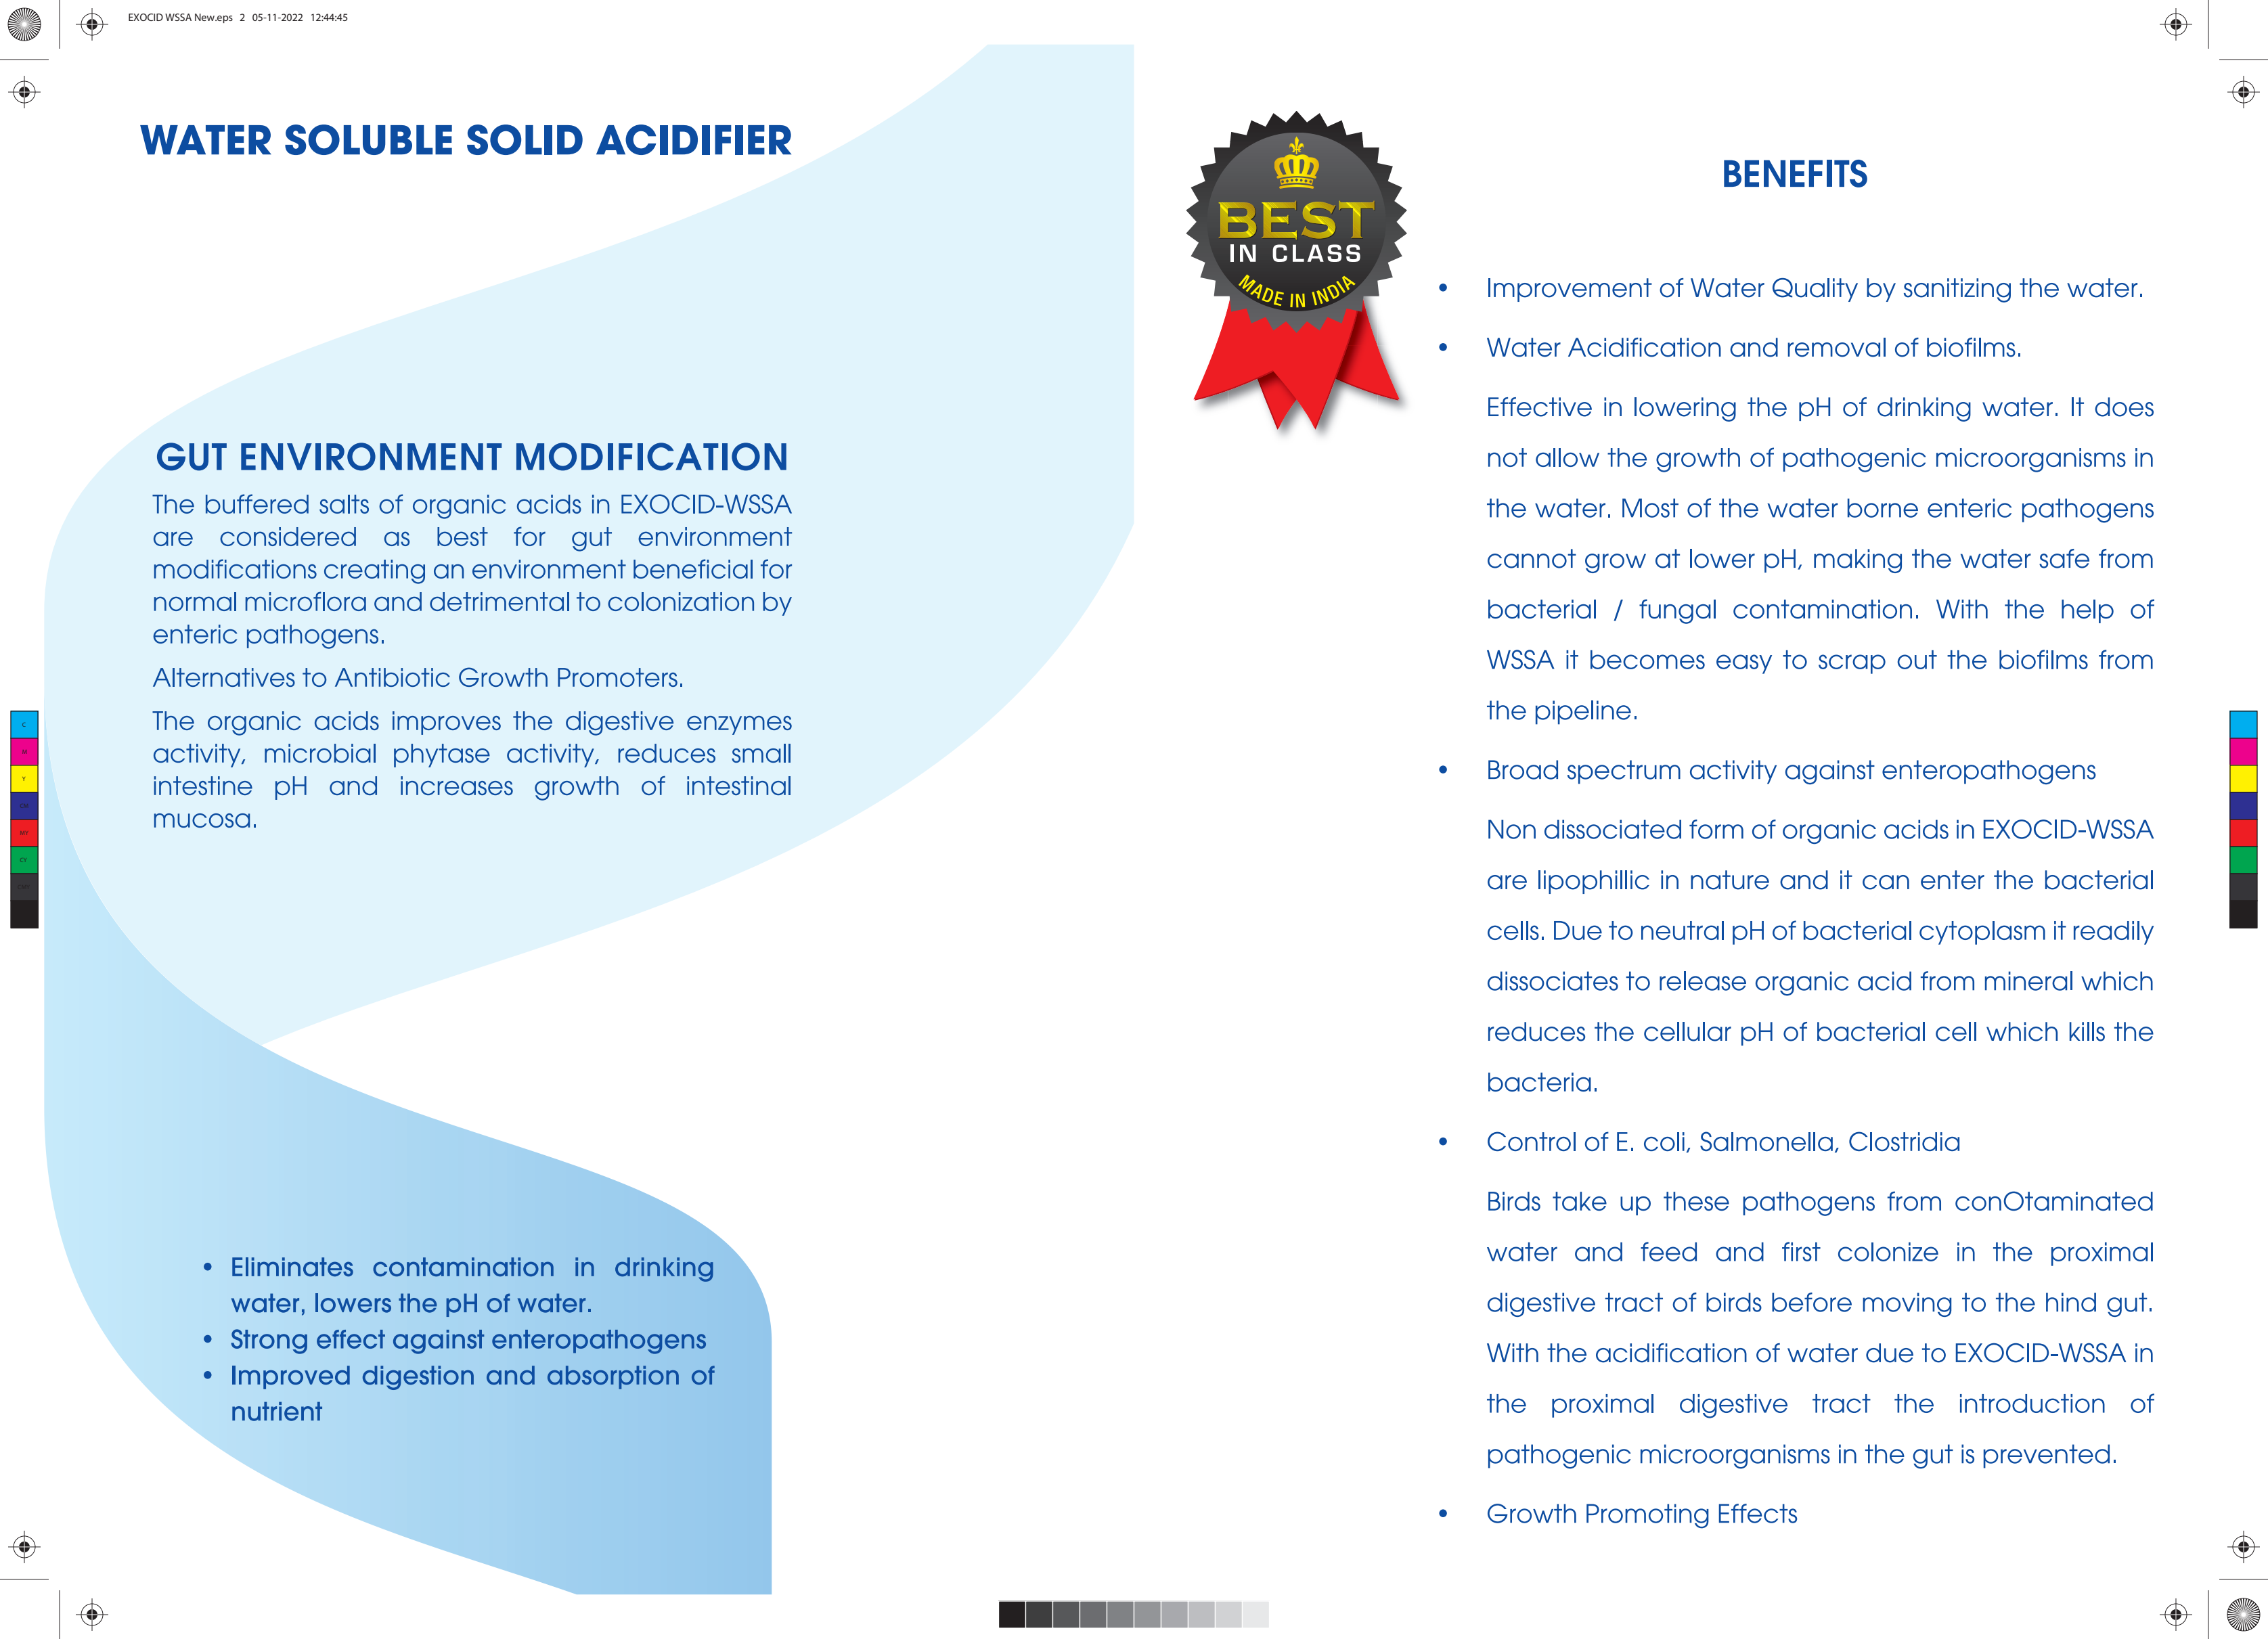 EXOCID WSSA New.eps 2 05-11-2022 12:44:45
WATER SOLUBLE SOLID ACIDIFIER
GUT ENVIRONMENT MODIFICATION
The buffered salts of organic acids in EXOCID-WSSA
are considered as best for gut environment
modifications creating an environment beneficial for
normal microflora and detrimental to colonization by
enteric pathogens.
Alternatives to Antibiotic Growth Promoters.
The organic acids improves the digestive enzymes
activity, microbial phytase activity, reduces small
intestine pH and increases growth of intestinal
mucosa.
C
M
Y
CM
MY
CY
CMY
• Eliminates contamination in drinking
water, lowers the pH of water.
• Strong effect against enteropathogens
• Improved digestion and absorption of
nutrient
BEST
IN CLASS
MADE IN INDIA
BENEFITS
• Improvement of Water Quality by sanitizing the water.
• Water Acidification and removal of biofilms.
Effective in lowering the pH of drinking water. It does
not allow the growth of pathogenic microorganisms in
the water. Most of the water borne enteric pathogens
cannot grow at lower pH, making the water safe from
bacterial / fungal contamination. With the help of
WSSA it becomes easy to scrap out the biofilms from
the pipeline.
• Broad spectrum activity against enteropathogens
Non dissociated form of organic acids in EXOCID-WSSA
are lipophillic in nature and it can enter the bacterial
cells. Due to neutral pH of bacterial cytoplasm it readily
dissociates to release organic acid from mineral which
reduces the cellular pH of bacterial cell which kills the
bacteria.
• Control of E. coli, Salmonella, Clostridia
Birds take up these pathogens from conOtaminated
water and feed and first colonize in the proximal
digestive tract of birds before moving to the hind gut.
With the acidification of water due to EXOCID-WSSA in
the proximal digestive tract the introduction of
pathogenic microorganisms in the gut is prevented.
• Growth Promoting Effects